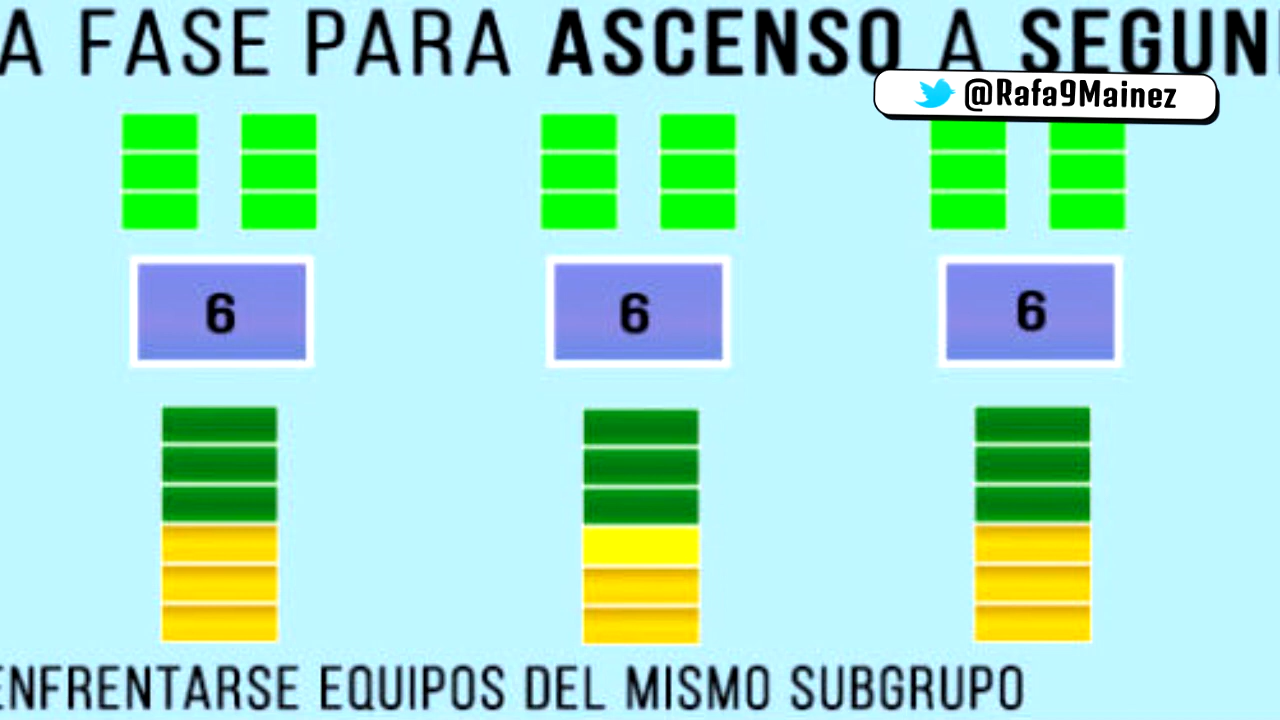 A FASE PARA ASCENSO A SEGUN
@Rafa9Mainez
6 6 6
ENFRENTARSE EQUIPOS DEL MISMO SUBGRUPO